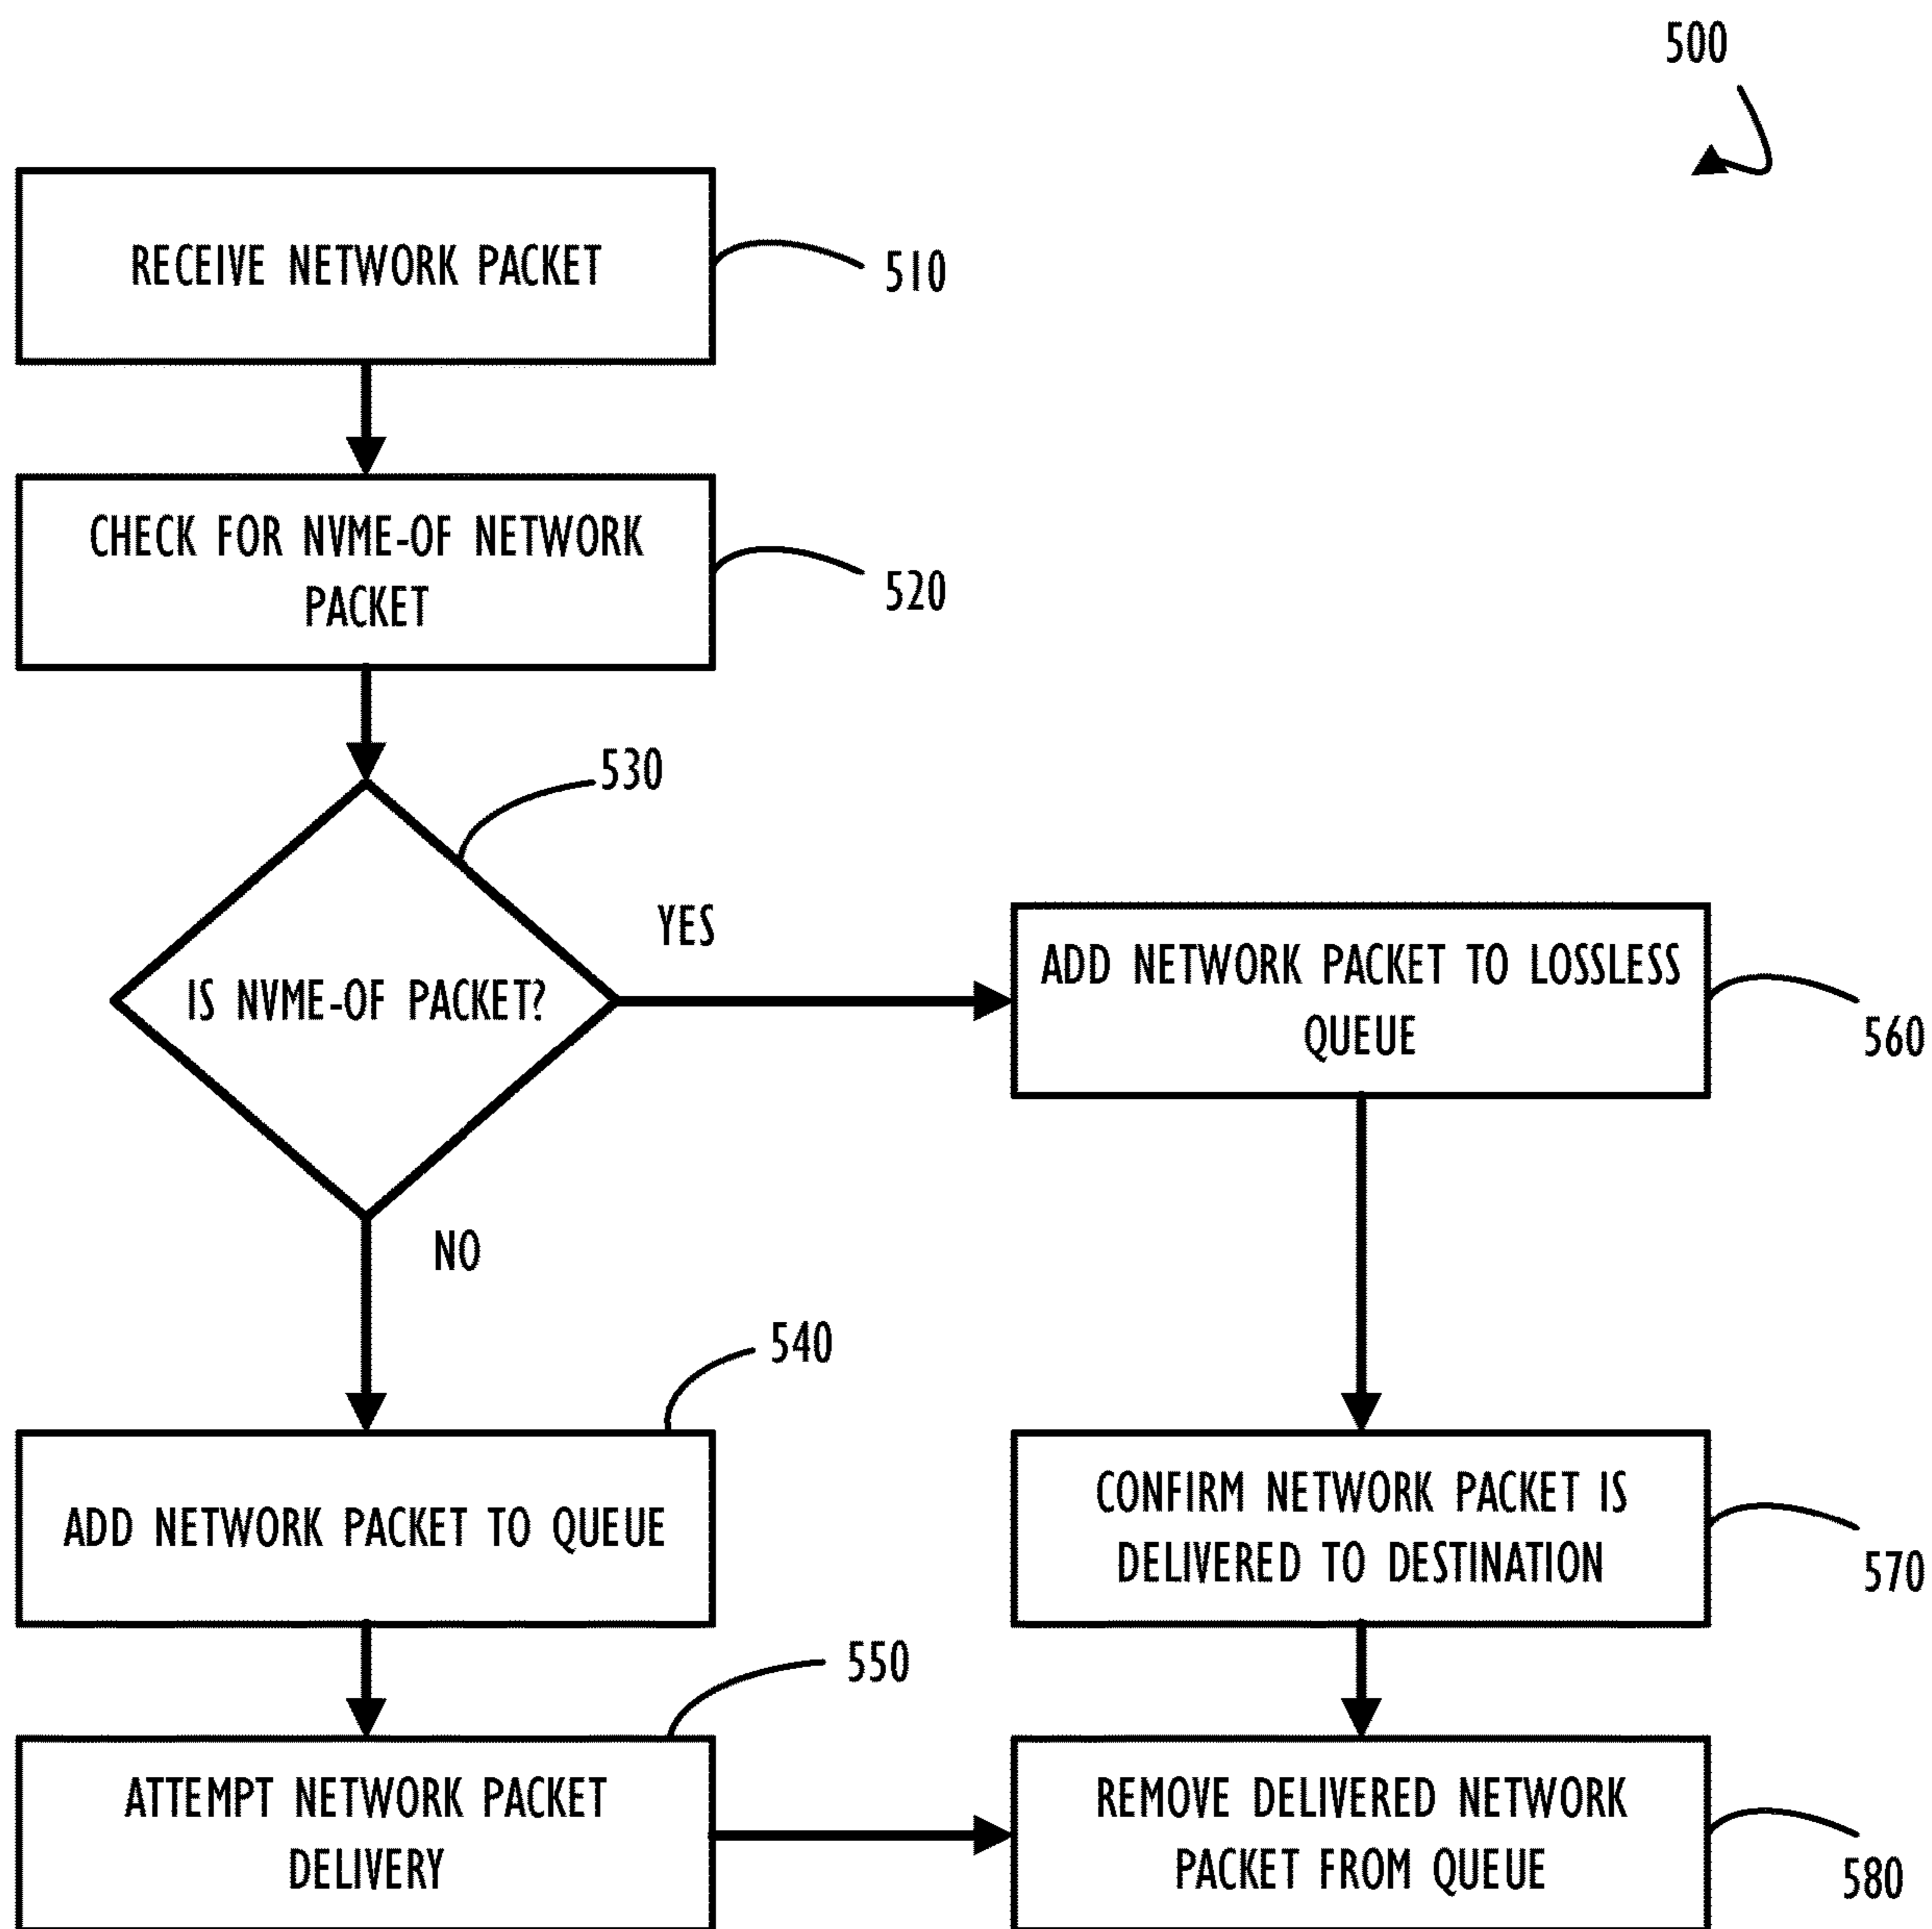 500
RECEIVE NETWORK PACKET
510
CHECK FOR NVME-OF NETWORK
PACKET
520
530
IS NVME-OF PACKET?
YES
NO
ADD NETWORK PACKET TO LOSSLESS
QUEUE
560
540
ADD NETWORK PACKET TO QUEUE
CONFIRM NETWORK PACKET IS
DELIVERED TO DESTINATION
570
550
ATTEMPT NETWORK PACKET
DELIVERY
REMOVE DELIVERED NETWORK
PACKET FROM QUEUE
580